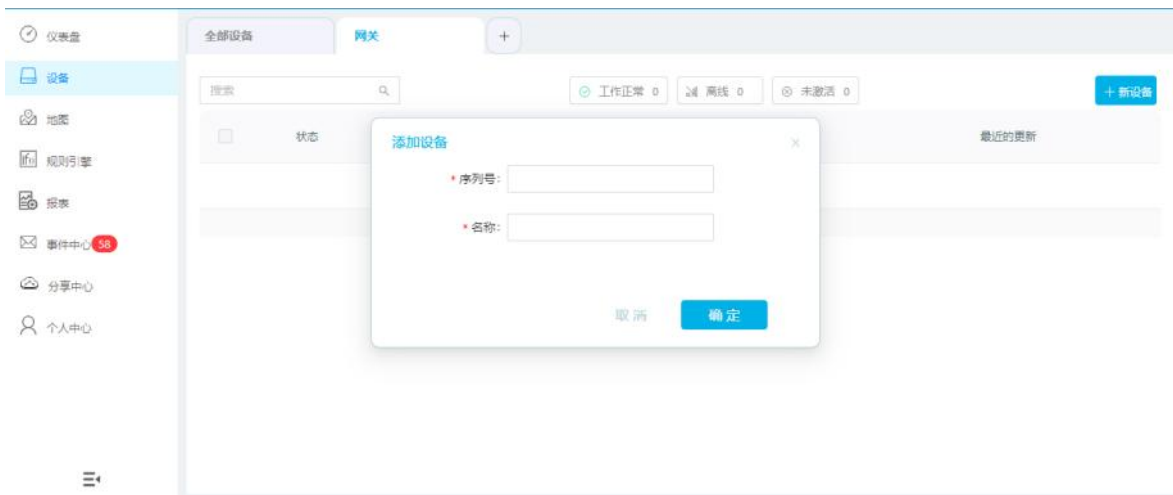 仪表盘
设备
地图
规则引擎
报表
事件中心 58
分享中心
个人中心
全部设备 网关 +
搜索 工作正常 0 离线 0 未激活 0 + 新设备
状态 最近的更新
添加设备 ×
* 序列号:
* 名称:
取消 确定